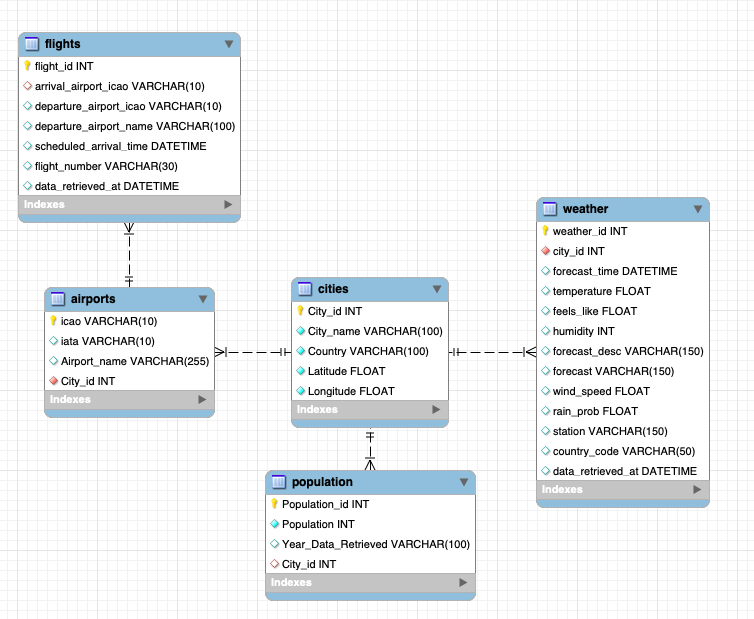 flights
flight_id INT
arrival_airport_icao VARCHAR(10)
departure_airport_icao VARCHAR(10)
departure_airport_name VARCHAR(100)
scheduled_arrival_time DATETIME
flight_number VARCHAR(30)
data_retrieved_at DATETIME
Indexes
airports
icao VARCHAR(10)
iata VARCHAR(10)
Airport_name VARCHAR(255)
City_id INT
Indexes
cities
City_id INT
City_name VARCHAR(100)
Country VARCHAR(100)
Latitude FLOAT
Longitude FLOAT
Indexes
population
Population_id INT
Population INT
Year_Data_Retrieved VARCHAR(100)
City_id INT
Indexes
weather
weather_id INT
city_id INT
forecast_time DATETIME
temperature FLOAT
feels_like FLOAT
humidity INT
forecast_desc VARCHAR(150)
forecast VARCHAR(150)
wind_speed FLOAT
rain_prob FLOAT
station VARCHAR(150)
country_code VARCHAR(50)
data_retrieved_at DATETIME
Indexes